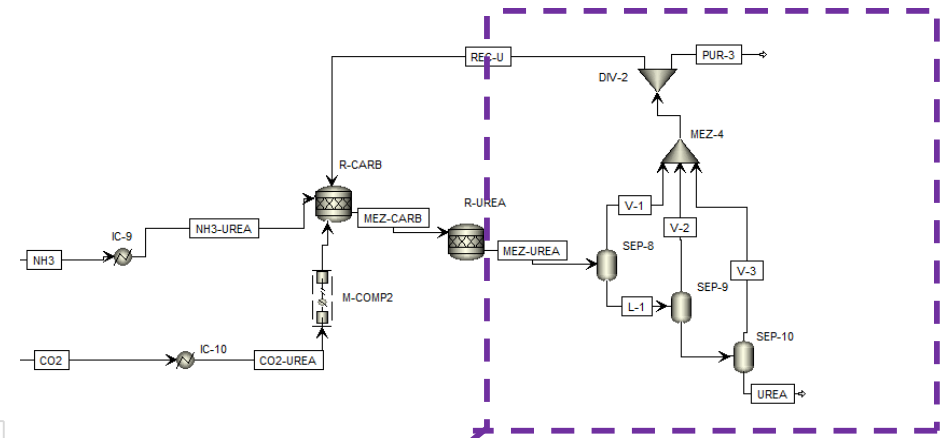 REC-U
PUR-3
DIV-2
MEZ-4
R-CARB
R-UREA
V-1
NH3-UREA
MEZ-CARB
V-2
IC-9
MEZ-UREA
SEP-8
NH3
V-3
SEP-9
M-COMP2
L-1
SEP-10
IC-10
CO2
CO2-UREA
UREA